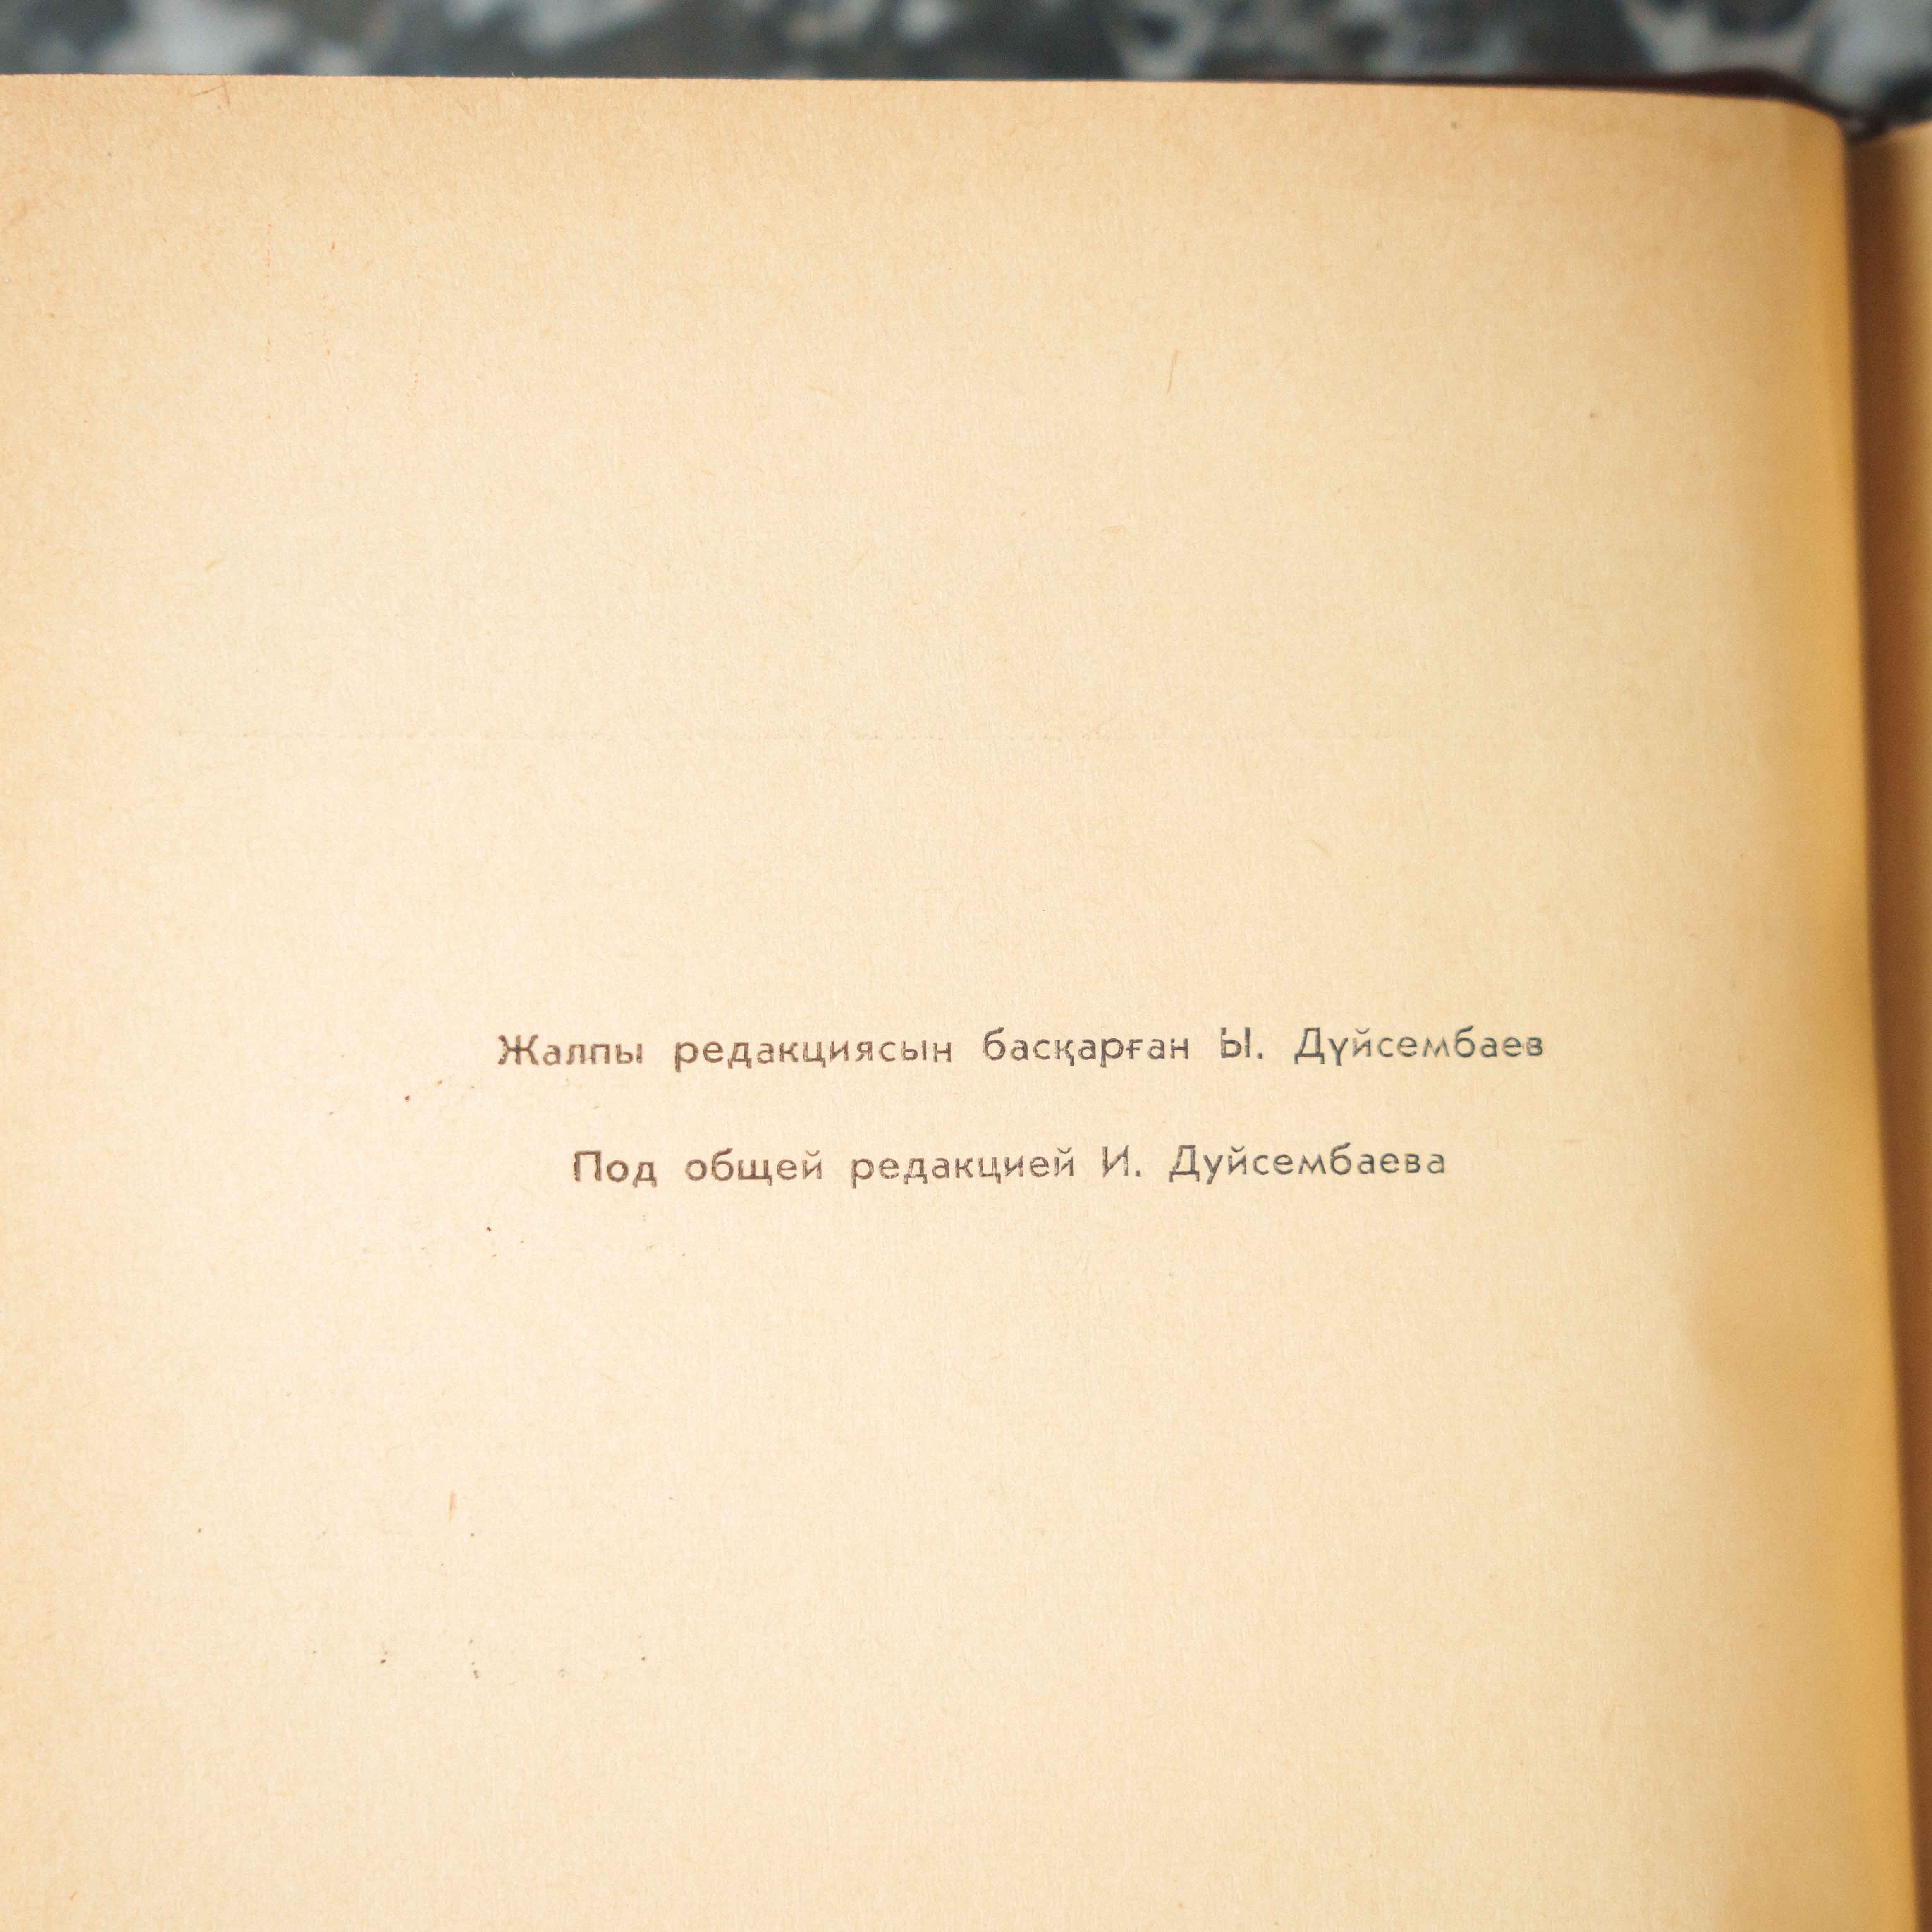 Жалпы редакциясын басқарған Ы. Дүйсембаев
Под общей редакцией И. Дуйсембаева